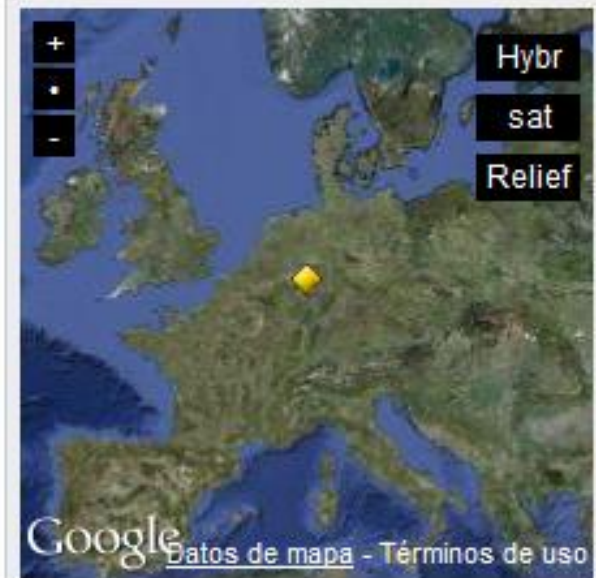 +
•
-
Hybr
sat
Relief
Google
Datos de mapa - Términos de uso